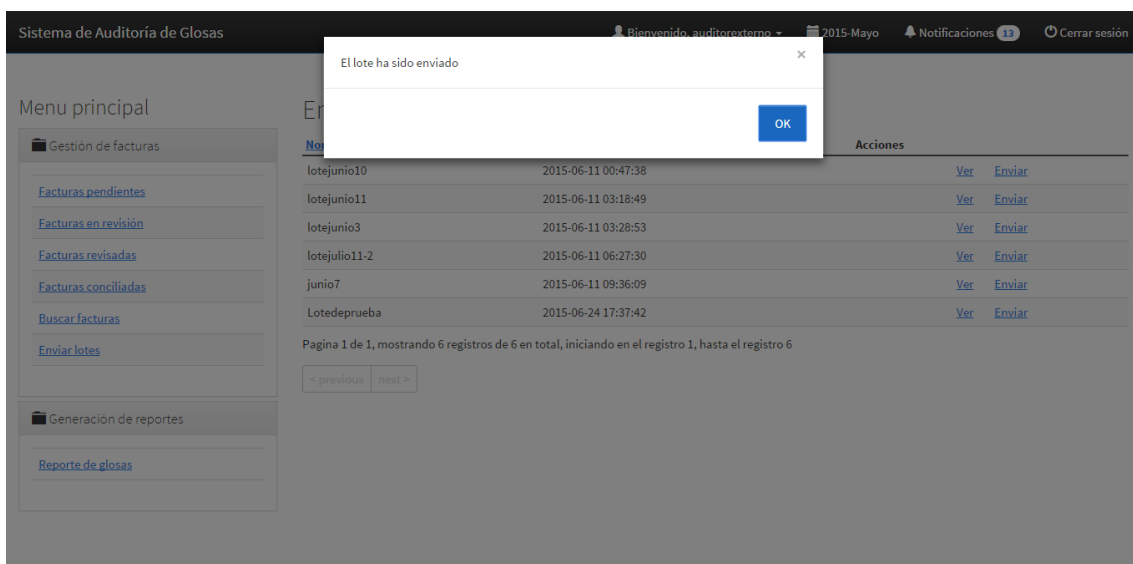 Sistema de Auditoría de Glosas Bienvenido, auditorexterno 2015-Mayo Notificaciones 13 Cerrar sesión
El lote ha sido enviado ×
OK
Menu principal
Gestión de facturas
Facturas pendientes
Facturas en revisión
Facturas revisadas
Facturas conciliadas
Buscar facturas
Enviar lotes
Generación de reportes
Reporte de glosas
Acciones
lotejunio10 2015-06-11 00:47:38 Ver Enviar
lotejunio11 2015-06-11 03:18:49 Ver Enviar
lotejunio3 2015-06-11 03:28:53 Ver Enviar
lotejulio11-2 2015-06-11 06:27:30 Ver Enviar
junio7 2015-06-11 09:36:09 Ver Enviar
Lotedeprueba 2015-06-24 17:37:42 Ver Enviar
Pagina 1 de 1, mostrando 6 registros de 6 en total, iniciando en el registro 1, hasta el registro 6
< previous next >